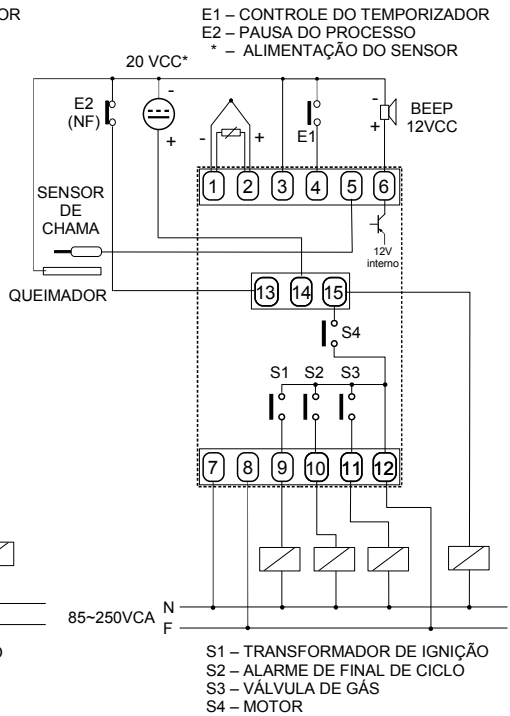 OR
E1 – CONTROLE DO TEMPORIZADOR
E2 – PAUSA DO PROCESSO
* – ALIMENTAÇÃO DO SENSOR
20 VCC*
E2
(NF)
-
+
-
+
E1
-
+
BEEP
12VCC
1
2
3
4
5
6
SENSOR
DE
CHAMA
12V
interno
QUEIMADOR
13
14
15
S4
S1
S2
S3
7
8
9
10
11
12
85~250VCA
N
F
O
S1 – TRANSFORMADOR DE IGNIÇÃO
S2 – ALARME DE FINAL DE CICLO
S3 – VÁLVULA DE GÁS
S4 – MOTOR